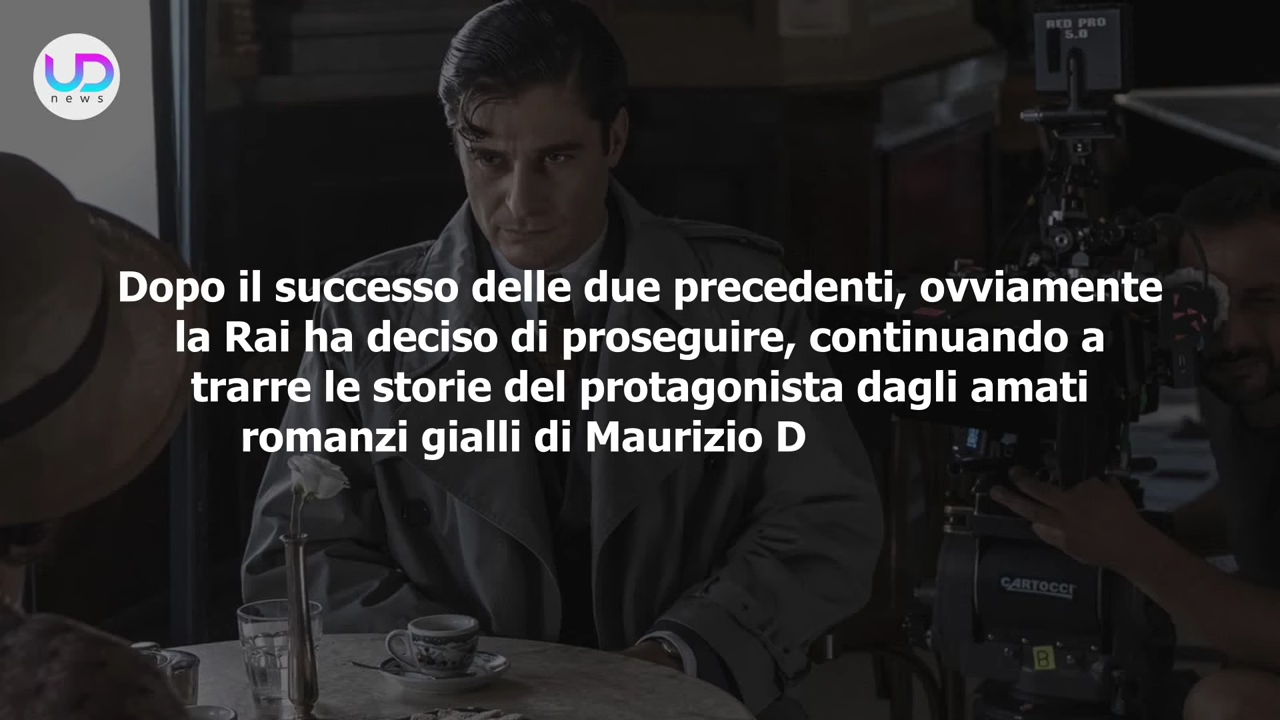 UD
news
RED PRO
5.0
Dopo il successo delle due precedenti, ovviamente
la Rai ha deciso di proseguire, continuando a
trarre le storie del protagonista dagli amati
romanzi gialli di Maurizio D
CARTOCCI
B